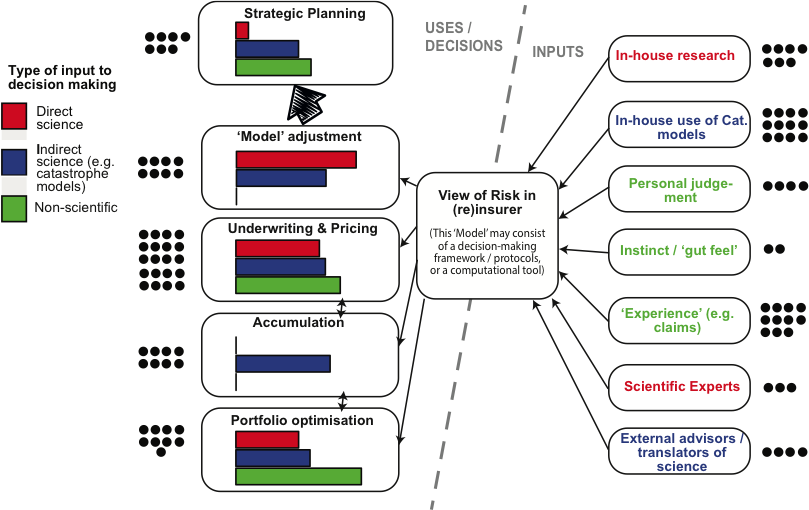 Strategic Planning
USES /
DECISIONS
INPUTS
Type of input to
decision making
Direct
science
Indirect
science (e.g.
catastrophe
models)
Non-scientific
‘Model’ adjustment
Underwriting & Pricing
Accumulation
Portfolio optimisation
View of Risk in
(re)insurer
(This ‘Model’ may consist
of a decision-making
framework / protocols,
or a computational tool)
In-house research
In-house use of Cat.
models
Personal judge-
ment
Instinct / ‘gut feel’
‘Experience’ (e.g.
claims)
Scientific Experts
External advisors /
translators of
science